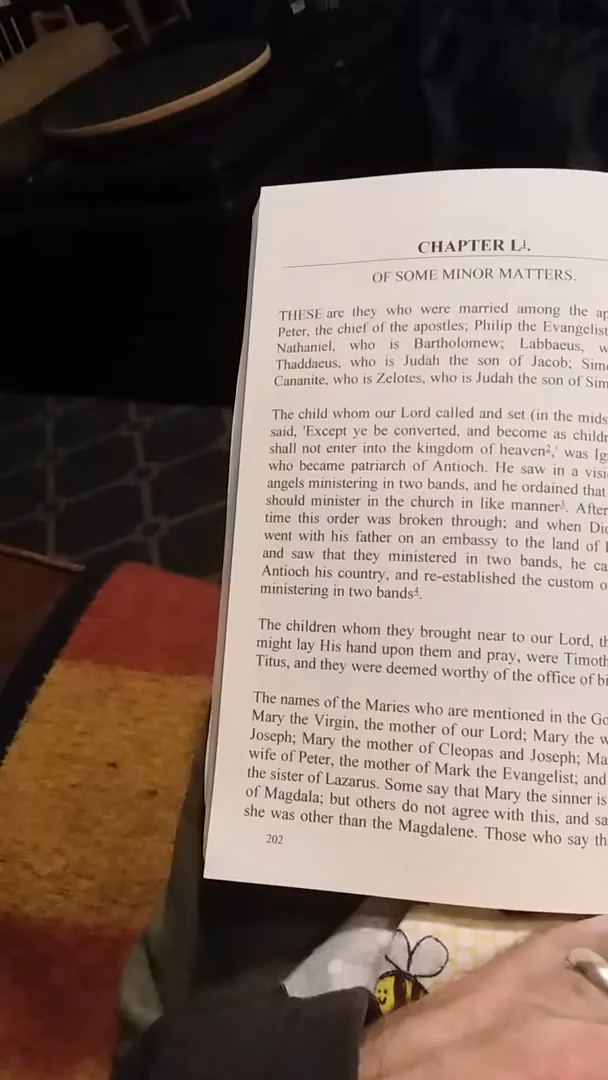 CHAPTER L¹.
OF SOME MINOR MATTERS.
THESE are they who were married among the
Peter, the chief of the apostles; Philip the Evangelist
Nathaniel, who is Bartholomew; Labbaeus,
Thaddaeus, who is Judah the son of Jacob;
Cananite, who is Zelotes, who is Judah the son of
The child whom our Lord called and set (in the
said, 'Except ye be converted, and become as
shall not enter into the kingdom of heaven²,' was
who became patriarch of Antioch. He saw in a
angels ministering in two bands, and he ordained that
should minister in the church in like manner³. After
time this order was broken through; and when
went with his father on an embassy to the land of
and saw that they ministered in two bands, he
Antioch his country, and re-established the custom
ministering in two bands⁴.
The children whom they brought near to our Lord,
might lay His hand upon them and pray, were
Titus, and they were deemed worthy of the office of
The names of the Maries who are mentioned in the
Mary the Virgin, the mother of our Lord; Mary the
Joseph; Mary the mother of Cleopas and Joseph;
wife of Peter, the mother of Mark the Evangelist; and
the sister of Lazarus. Some say that Mary the sinner is
of Magdala; but others do not agree with this, and
she was other than the Magdalene. Those who say
202